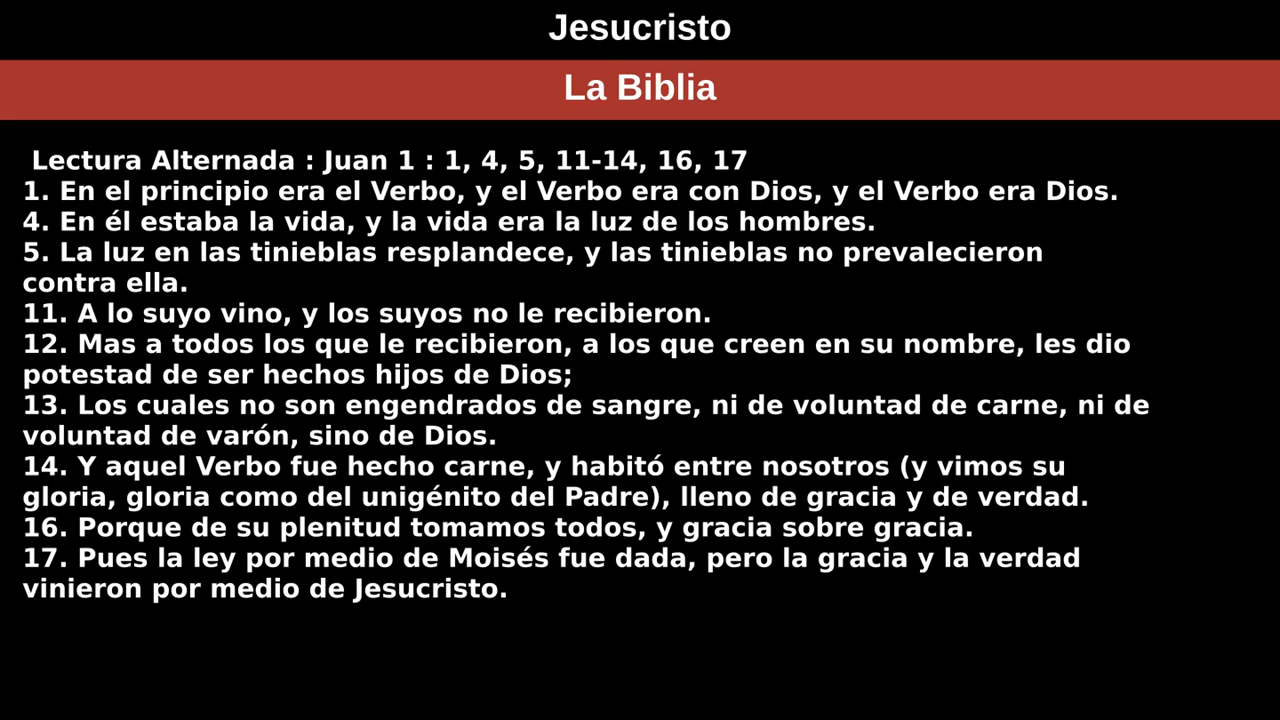 Jesucristo
La Biblia
Lectura Alternada : Juan 1 : 1, 4, 5, 11-14, 16, 17
1. En el principio era el Verbo, y el Verbo era con Dios, y el Verbo era Dios.
4. En él estaba la vida, y la vida era la luz de los hombres.
5. La luz en las tinieblas resplandece, y las tinieblas no prevalecieron
contra ella.
11. A lo suyo vino, y los suyos no le recibieron.
12. Mas a todos los que le recibieron, a los que creen en su nombre, les dio
potestad de ser hechos hijos de Dios;
13. Los cuales no son engendrados de sangre, ni de voluntad de carne, ni de
voluntad de varón, sino de Dios.
14. Y aquel Verbo fue hecho carne, y habitó entre nosotros (y vimos su
gloria, gloria como del unigénito del Padre), lleno de gracia y de verdad.
16. Porque de su plenitud tomamos todos, y gracia sobre gracia.
17. Pues la ley por medio de Moisés fue dada, pero la gracia y la verdad
vinieron por medio de Jesucristo.